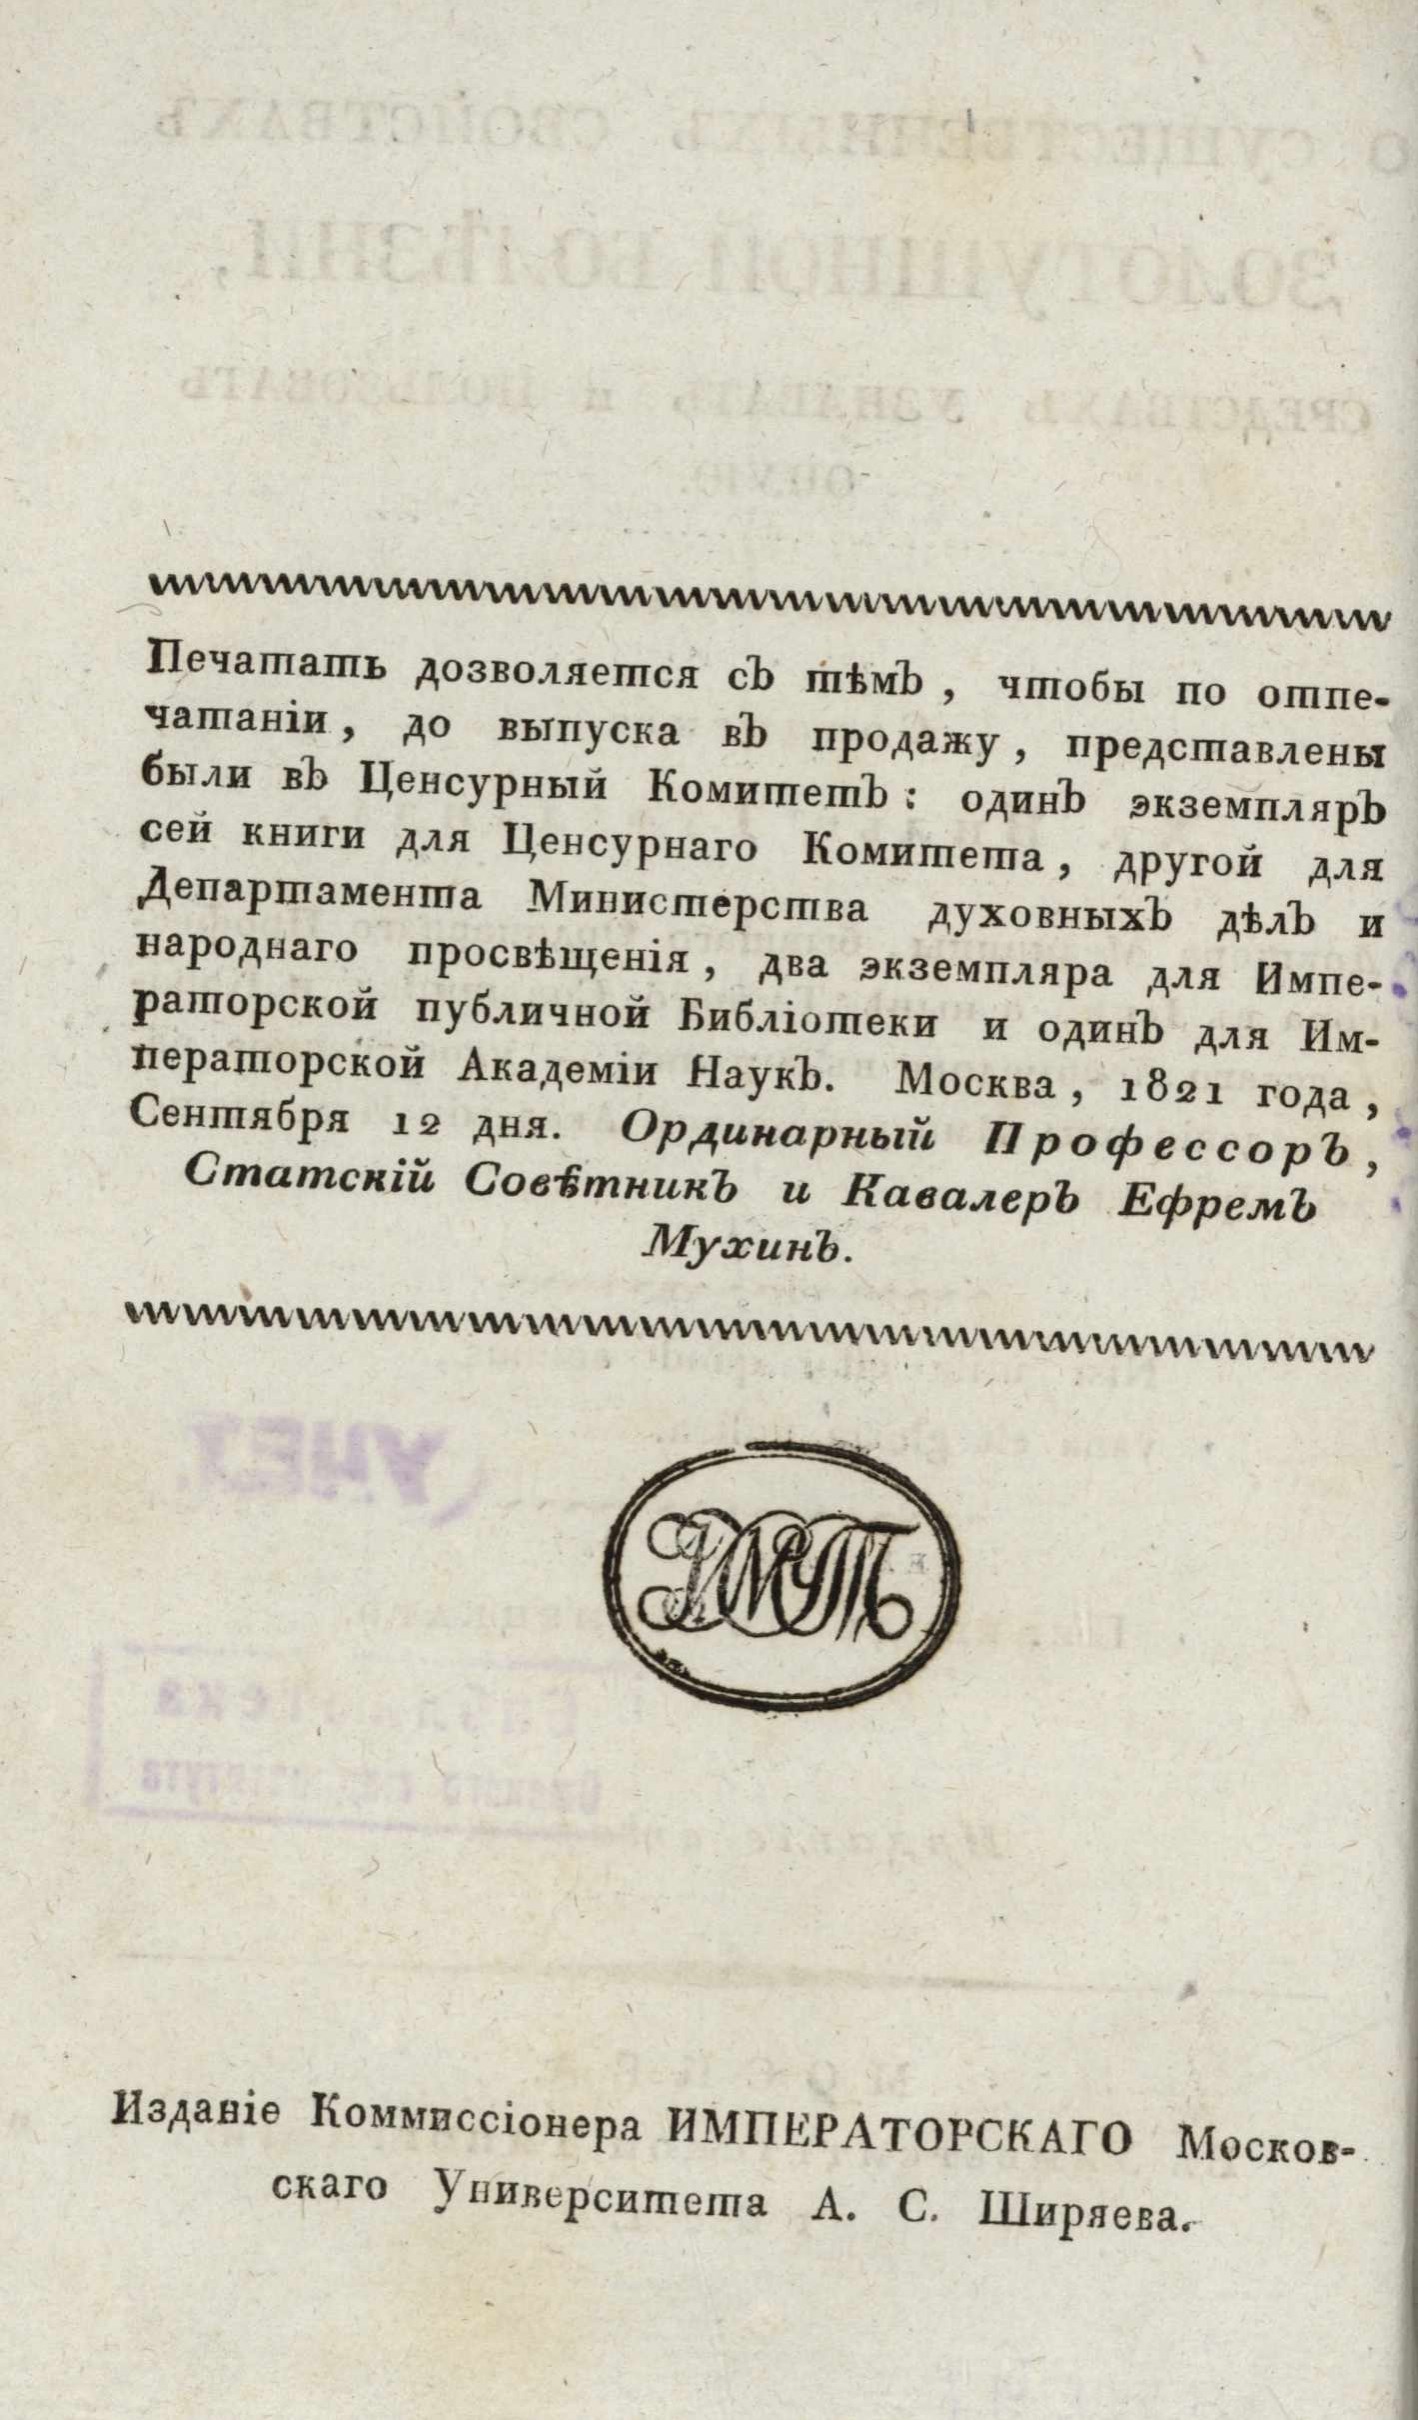 Печатать дозволяется съ тѣмъ, чтобы по отпе-
чатаніи, до выпуска въ продажу, представлены
были въ Ценсурный Комитетъ: одинъ экземпляръ
сей книги для Ценсурнаго Комитета, другой для
Департамента Министерства духовныхъ дѣлъ и
народнаго просвѣщенія, два экземпляра для Импе-
раторской публичной Библіотеки и одинъ для Им-
ператорской Академіи Наукъ. Москва, 1821 года,
Сентября 12 дня. Ординарный Профессоръ,
Статскій Совѣтникъ и Кавалеръ Ефремъ
Мухинъ.
Изданіе Коммиссіонера ИМПЕРАТОРСКАГО Москов-
скаго Университета А. С. Ширяева.